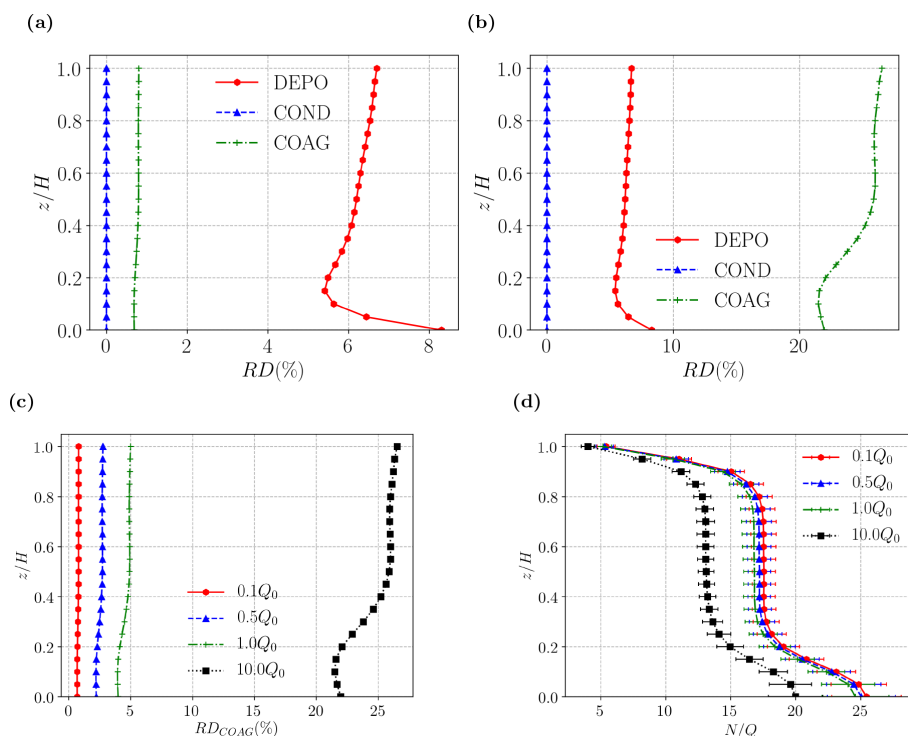 (a)
1.0
0.8
0.6
0.4
0.2
0.0
z/H
DEPO
COND
COAG
0
2
4
6
8
RD(%)
(b)
1.0
0.8
0.6
0.4
0.2
0.0
z/H
DEPO
COND
COAG
0
10
20
RD(%)
(c)
1.0
0.8
0.6
0.4
0.2
0.0
z/H
0.1Q₀
0.5Q₀
1.0Q₀
10.0Q₀
0
5
10
15
20
25
RD_COAG(%)
(d)
1.0
0.8
0.6
0.4
0.2
0.0
z/H
0.1Q₀
0.5Q₀
1.0Q₀
10.0Q₀
5
10
15
20
25
N/Q